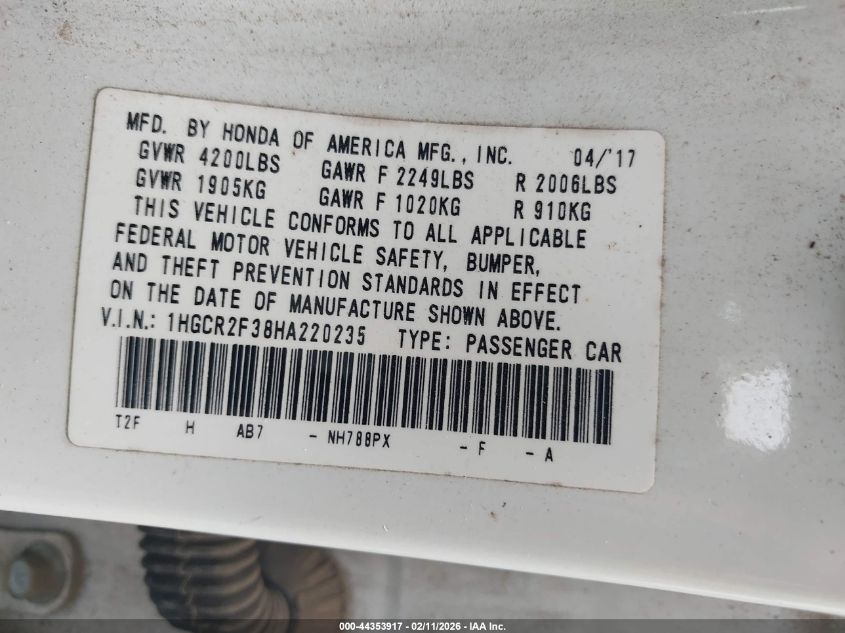 MFD. BY HONDA OF AMERICA MFG., INC. 04/'17
GVWR 4200LBS GAWR F 2249LBS R 2006LBS
GVWR 1905KG GAWR F 1020KG R 910KG
THIS VEHICLE CONFORMS TO ALL APPLICABLE
FEDERAL MOTOR VEHICLE SAFETY, BUMPER,
AND THEFT PREVENTION STANDARDS IN EFFECT
ON THE DATE OF MANUFACTURE SHOWN ABOVE.
V.I.N.: 1HGCR2F38HA220235 TYPE: PASSENGER CAR
T2F H AB7 - NH788PX - F - A
000-44353917 - 02/11/2026 - IAA Inc.